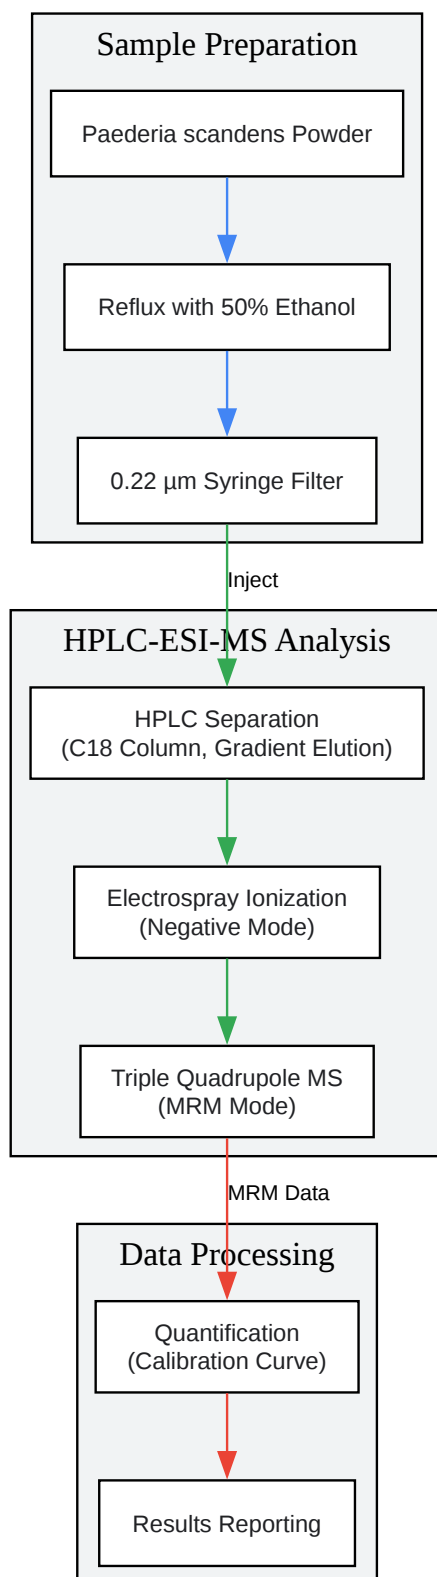 Sample Preparation
Paederia scandens Powder
Reflux with 50% Ethanol
0.22 µm Syringe Filter
Inject
HPLC-ESI-MS Analysis
HPLC Separation
(C18 Column, Gradient Elution)
Electrospray Ionization
(Negative Mode)
Triple Quadrupole MS
(MRM Mode)
MRM Data
Data Processing
Quantification
(Calibration Curve)
Results Reporting